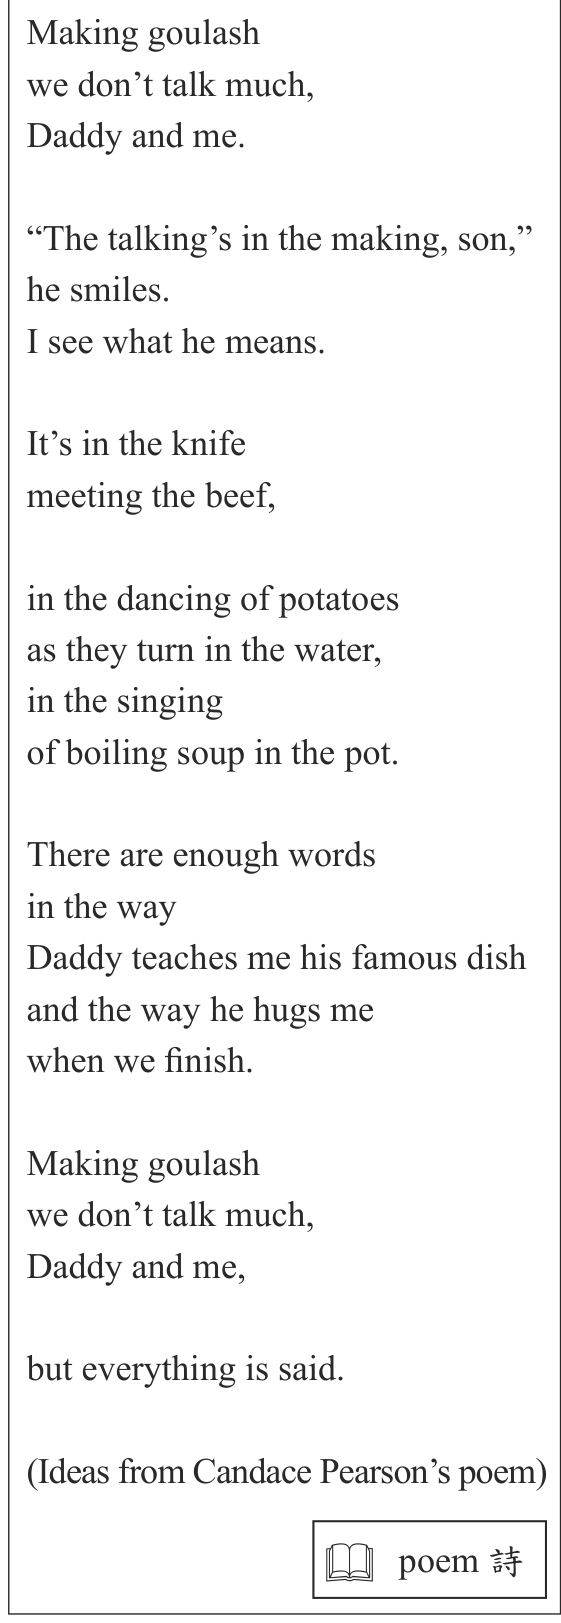 Making goulash
we don’t talk much,
Daddy and me.
“The talking’s in the making, son,”
he smiles.
I see what he means.
It’s in the knife
meeting the beef,
in the dancing of potatoes
as they turn in the water,
in the singing
of boiling soup in the pot.
There are enough words
in the way
Daddy teaches me his famous dish
and the way he hugs me
when we finish.
Making goulash
we don’t talk much,
Daddy and me,
but everything is said.
(Ideas from Candace Pearson’s poem)
poem 詩